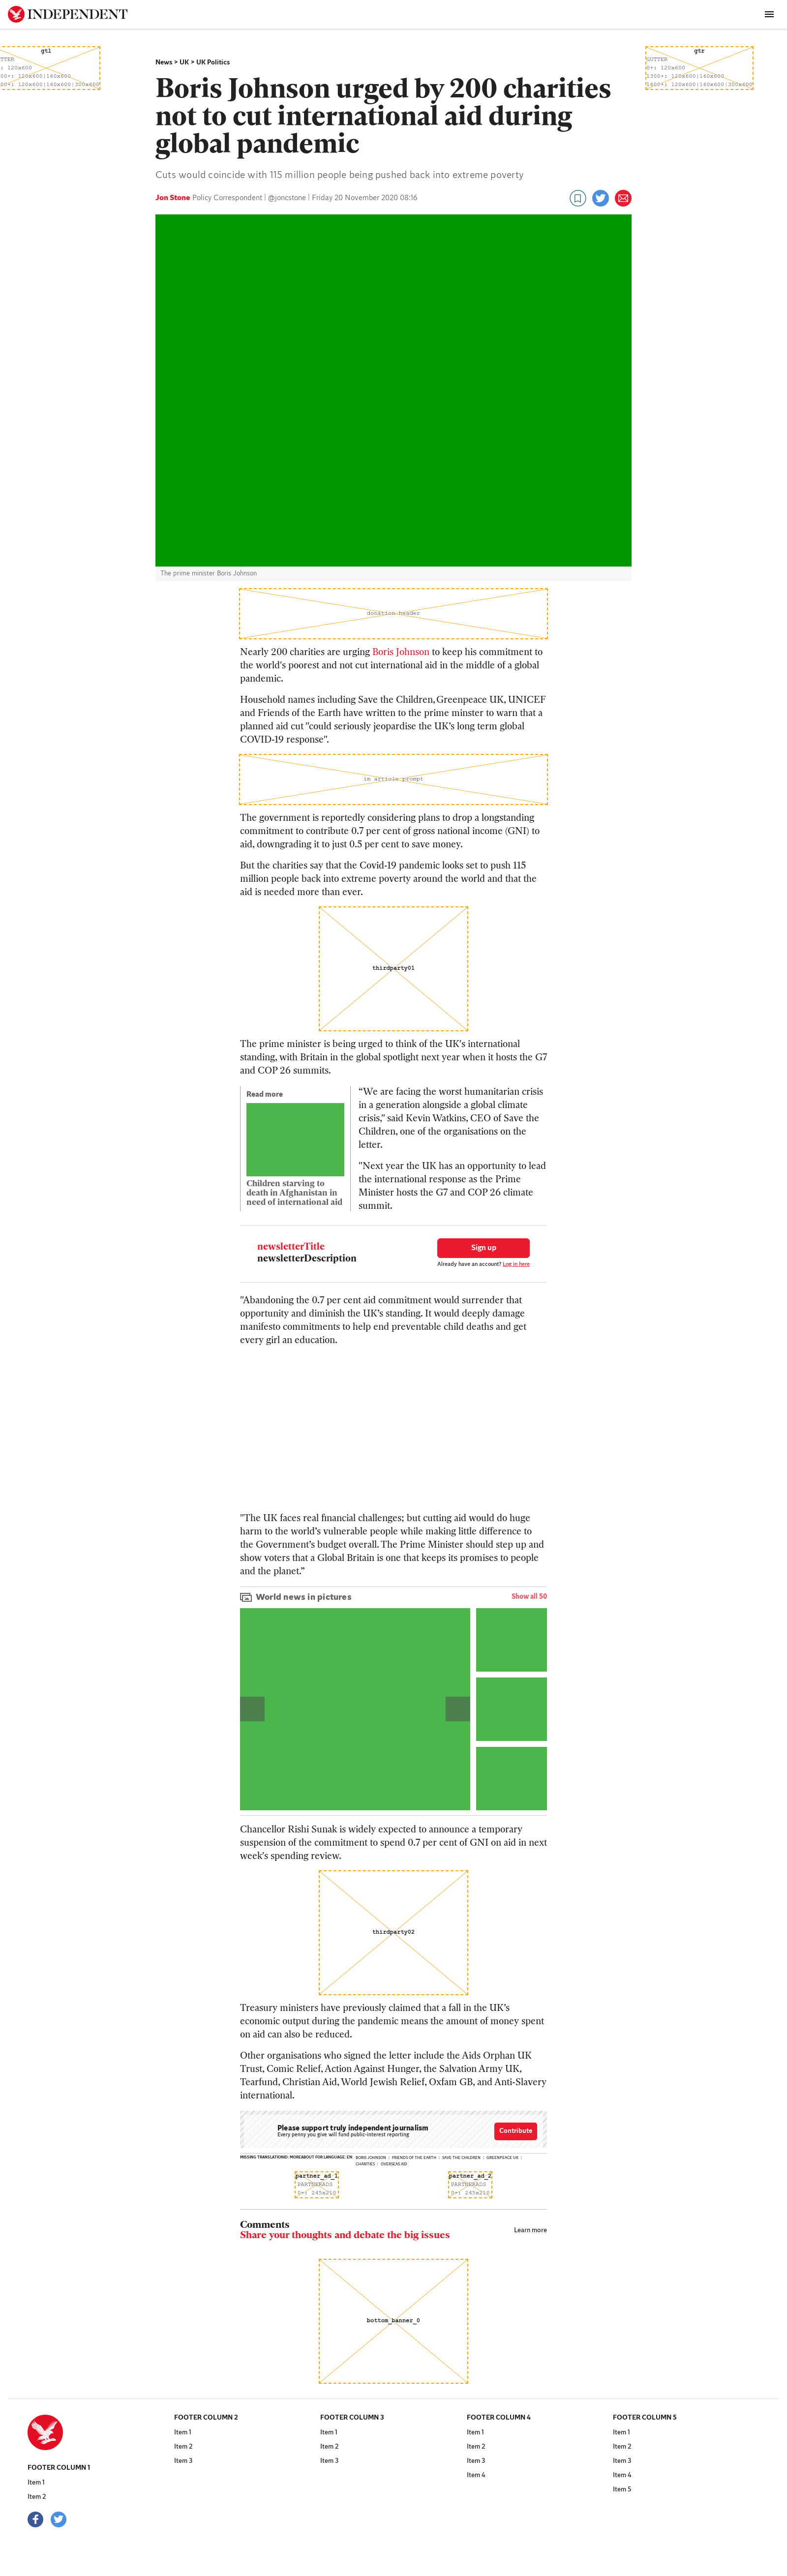 INDEPENDENT
gtl
gtr
News > UK > UK Politics
Boris Johnson urged by 200 charities
not to cut international aid during
global pandemic
Cuts would coincide with 115 million people being pushed back into extreme poverty
Jon Stone Policy Correspondent | @joncstone | Friday 20 November 2020 08:16
The prime minister Boris Johnson
donation header
Nearly 200 charities are urging Boris Johnson to keep his commitment to
the world's poorest and not cut international aid in the middle of a global
pandemic.
Household names including Save the Children, Greenpeace UK, UNICEF
and Friends of the Earth have written to the prime minster to warn that a
planned aid cut "could seriously jeopardise the UK's long term global
COVID-19 response".
in article prompt
The government is reportedly considering plans to drop a longstanding
commitment to contribute 0.7 per cent of gross national income (GNI) to
aid, downgrading it to just 0.5 per cent to save money.
But the charities say that the Covid-19 pandemic looks set to push 115
million people back into extreme poverty around the world and that the
aid is needed more than ever.
thirdparty01
The prime minister is being urged to think of the UK's international
standing, with Britain in the global spotlight next year when it hosts the G7
and COP 26 summits.
Read more
Children starving to
death in Afghanistan in
need of international aid
“We are facing the worst humanitarian crisis
in a generation alongside a global climate
crisis," said Kevin Watkins, CEO of Save the
Children, one of the organisations on the
letter.
"Next year the UK has an opportunity to lead
the international response as the Prime
Minister hosts the G7 and COP 26 climate
summit.
newsletterTitle
newsletterDescription
Sign up
Already have an account? Log in here
"Abandoning the 0.7 per cent aid commitment would surrender that
opportunity and diminish the UK's standing. It would deeply damage
manifesto commitments to help end preventable child deaths and get
every girl an education.
"The UK faces real financial challenges; but cutting aid would do huge
harm to the world's vulnerable people while making little difference to
the Government's budget overall. The Prime Minister should step up and
show voters that a Global Britain is one that keeps its promises to people
and the planet.”
World news in pictures
Show all 50
Chancellor Rishi Sunak is widely expected to announce a temporary
suspension of the commitment to spend 0.7 per cent of GNI on aid in next
week's spending review.
thirdparty02
Treasury ministers have previously claimed that a fall in the UK's
economic output during the pandemic means the amount of money spent
on aid can also be reduced.
Other organisations who signed the letter include the Aids Orphan UK
Trust, Comic Relief, Action Against Hunger, the Salvation Army UK,
Tearfund, Christian Aid, World Jewish Relief, Oxfam GB, and Anti-Slavery
international.
Please support truly independent journalism
Every penny you give will fund public-interest reporting
Contribute
MISSING TRANSLATIONID: MOREABOUT FOR LANGUAGE: EN
BORIS JOHNSON | FRIENDS OF THE EARTH | SAVE THE CHILDREN | GREENPEACE UK |
CHARITIES | OVERSEAS AID
partner_ad_1
PARTNERADS
0+: 245x210
partner_ad_2
PARTNERADS
0+: 245x210
Comments
Share your thoughts and debate the big issues
Learn more
bottom_banner_0
FOOTER COLUMN 1
Item 1
Item 2
FOOTER COLUMN 2
Item 1
Item 2
Item 3
FOOTER COLUMN 3
Item 1
Item 2
Item 3
FOOTER COLUMN 4
Item 1
Item 2
Item 3
Item 4
FOOTER COLUMN 5
Item 1
Item 2
Item 3
Item 4
Item 5